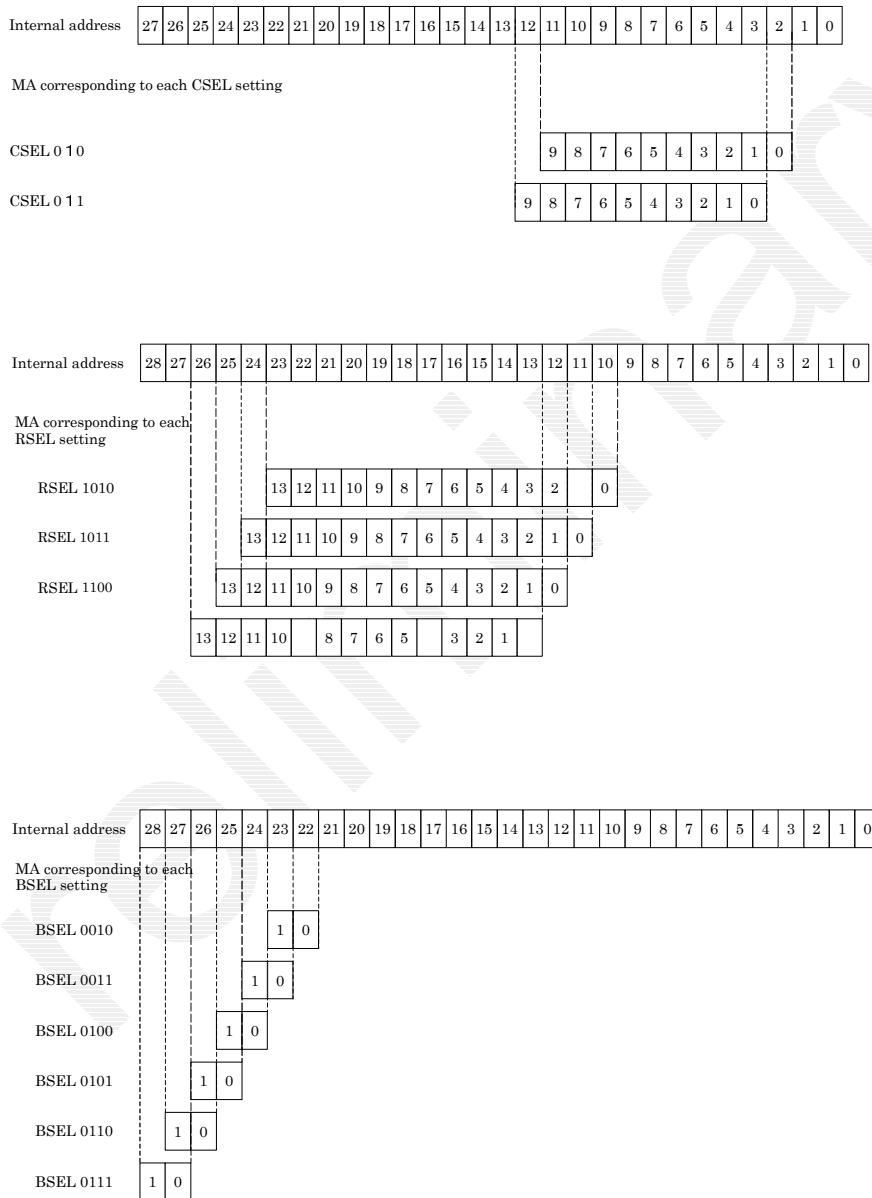 Internal address 27 26 25 24 23 22 21 20 19 18 17 16 15 14 13 12 11 10 9 8 7 6 5 4 3 2 1 0
MA corresponding to each CSEL setting
CSEL 010 9 8 7 6 5 4 3 2 1 0
CSEL 011 9 8 7 6 5 4 3 2 1 0
Internal address 28 27 26 25 24 23 22 21 20 19 18 17 16 15 14 13 12 11 10 9 8 7 6 5 4 3 2 1 0
MA corresponding to each
RSEL setting
RSEL 1010 13 12 11 10 9 8 7 6 5 4 3 2 0
RSEL 1011 13 12 11 10 9 8 7 6 5 4 3 2 1 0
RSEL 1100 13 12 11 10 9 8 7 6 5 4 3 2 1 0
13 12 11 10 8 7 6 5 3 2 1
Internal address 28 27 26 25 24 23 22 21 20 19 18 17 16 15 14 13 12 11 10 9 8 7 6 5 4 3 2 1 0
MA corresponding to each
BSEL setting
BSEL 0010 1 0
BSEL 0011 1 0
BSEL 0100 1 0
BSEL 0101 1 0
BSEL 0110 1 0
BSEL 0111 1 0
reliminar